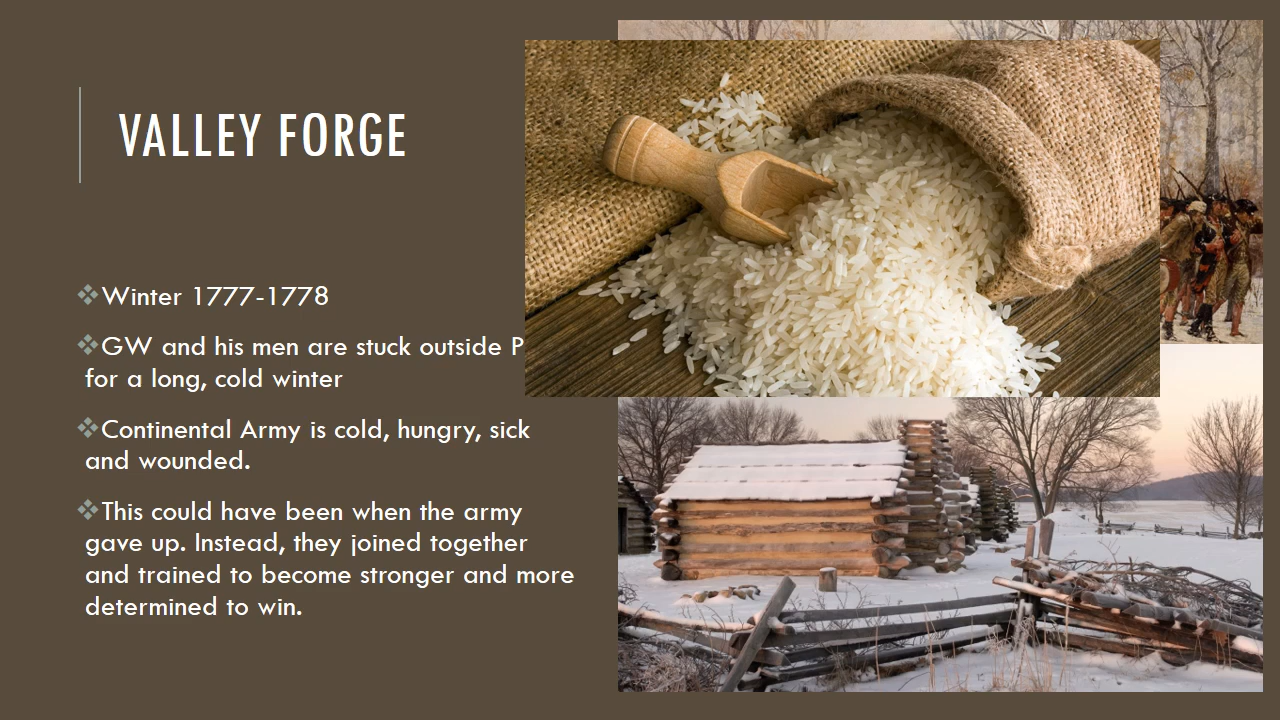 VALLEY FORGE
Winter 1777-1778
GW and his men are stuck outside P
for a long, cold winter
Continental Army is cold, hungry, sick
and wounded.
This could have been when the army
gave up. Instead, they joined together
and trained to become stronger and more
determined to win.